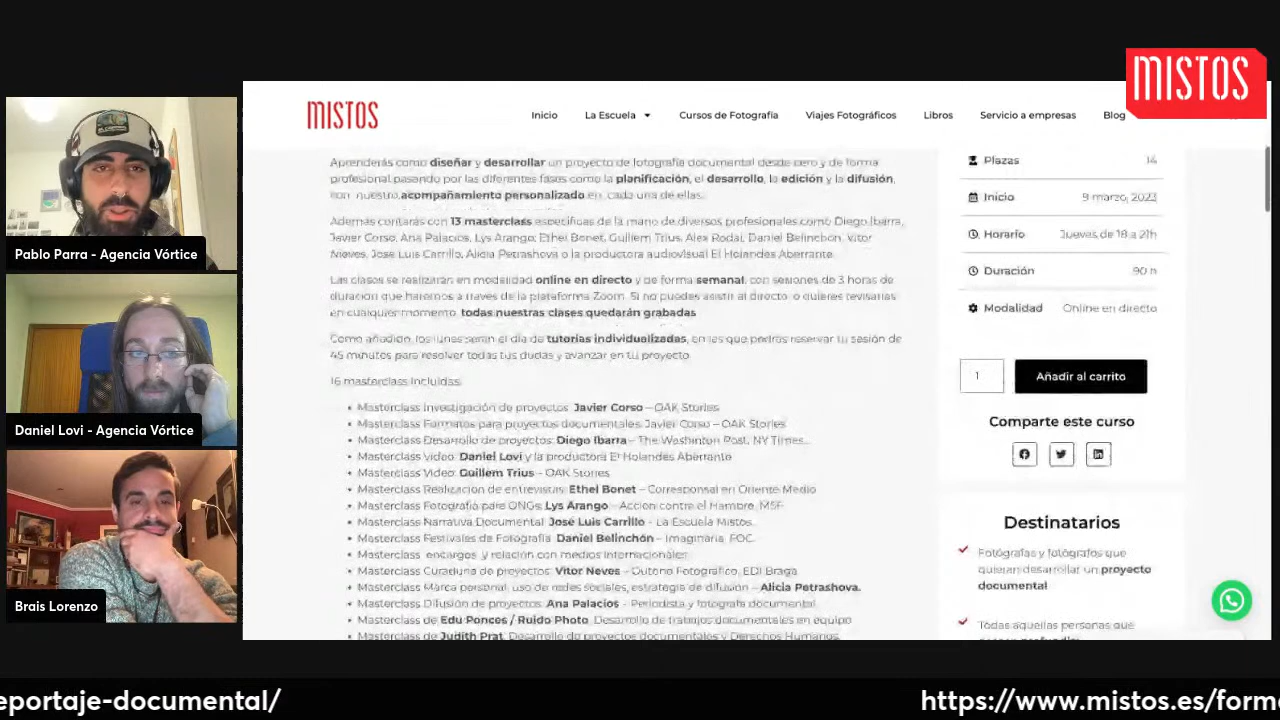 MISTOS
MISTOS
Inicio
La Escuela
Cursos de Fotografía
Viajes Fotográficos
Libros
Servicio a empresas
Blog
Aprenderás como diseñar y desarrollar un proyecto de fotografía documental desde cero y de forma
profesional pasando por las diferentes fases como la planificación, el desarrollo, la edición y la difusión,
con nuestro acompañamiento personalizado en cada una de ellas.
Además contarás con 13 masterclass específicas de la mano de diversos profesionales como Diego Ibarra,
Javier Corso, Ana Palacios, Lys Arango, Ethel Bonet, Guillem Trius, Alex Rodal, Daniel Belinchón, Vitor
Nieves, Jose Luis Carrillo, Alicia Petrashova o la productora audiovisual El Holandes Aberrante.
Las clases se realizarán en modalidad online en directo y de forma semanal, con sesiones de 3 horas de
duración que haremos a través de la plataforma Zoom. Si no puedes asistir al directo o quieres revisarlas
en cualquier momento, todas nuestras clases quedarán grabadas
Como añadido, los lunes serán el día de tutorías individualizadas, en las que podrás reservar tu sesión de
45 minutos para resolver todas tus dudas y avanzar en tu proyecto
16 masterclass incluidas:
• Masterclass Investigación de proyectos. Javier Corso – OAK Stories
• Masterclass Formatos para proyectos documentales. Javier Corso – OAK Stories
• Masterclass Desarrollo de proyectos: Diego Ibarra – The Washinton Post, NY Times...
• Masterclass video: Daniel Lovi y la productora El Holandes Aberrante
• Masterclass Video: Guillem Trius – OAK Stories
• Masterclass Realización de entrevistas: Ethel Bonet – Corresponsal en Oriente Medio
• Masterclass Fotografía para ONGs: Lys Arango – Accion contra el Hambre, MSF
• Masterclass Narrativa Documental: José Luis Carrillo - La Escuela Mistos.
• Masterclass Festivales de Fotografía: Daniel Belinchón – Imaginaria, FOC.
• Masterclass encargos y relación con medios internacionales
• Masterclass Curaduria de proyectos: Vitor Neves – Outono Fotográfico, EDI Braga
• Masterclass Marca personal, uso de redes sociales, estrategia de difusión – Alicia Petrashova.
• Masterclass Difusión de proyectos: Ana Palacios - Periodista y fotógrafa documental
• Masterclass de Edu Ponces / Ruido Photo. Desarrollo de trabajos documentales en equipo
• Masterclass de Judith Prat. Desarrollo de proyectos documentales y Derechos Humanos.
Plazas 14
Inicio 9 marzo, 2023
Horario Jueves de 18 a 21h
Duración 90 h
Modalidad Online en directo
1
Añadir al carrito
Comparte este curso
Destinatarios
Fotógrafas y fotógrafos que
quieran desarrollar un proyecto
documental
Todas aquellas personas que
Pablo Parra - Agencia Vórtice
Daniel Lovi - Agencia Vórtice
Brais Lorenzo
eportaje-documental/
https://www.mistos.es/form